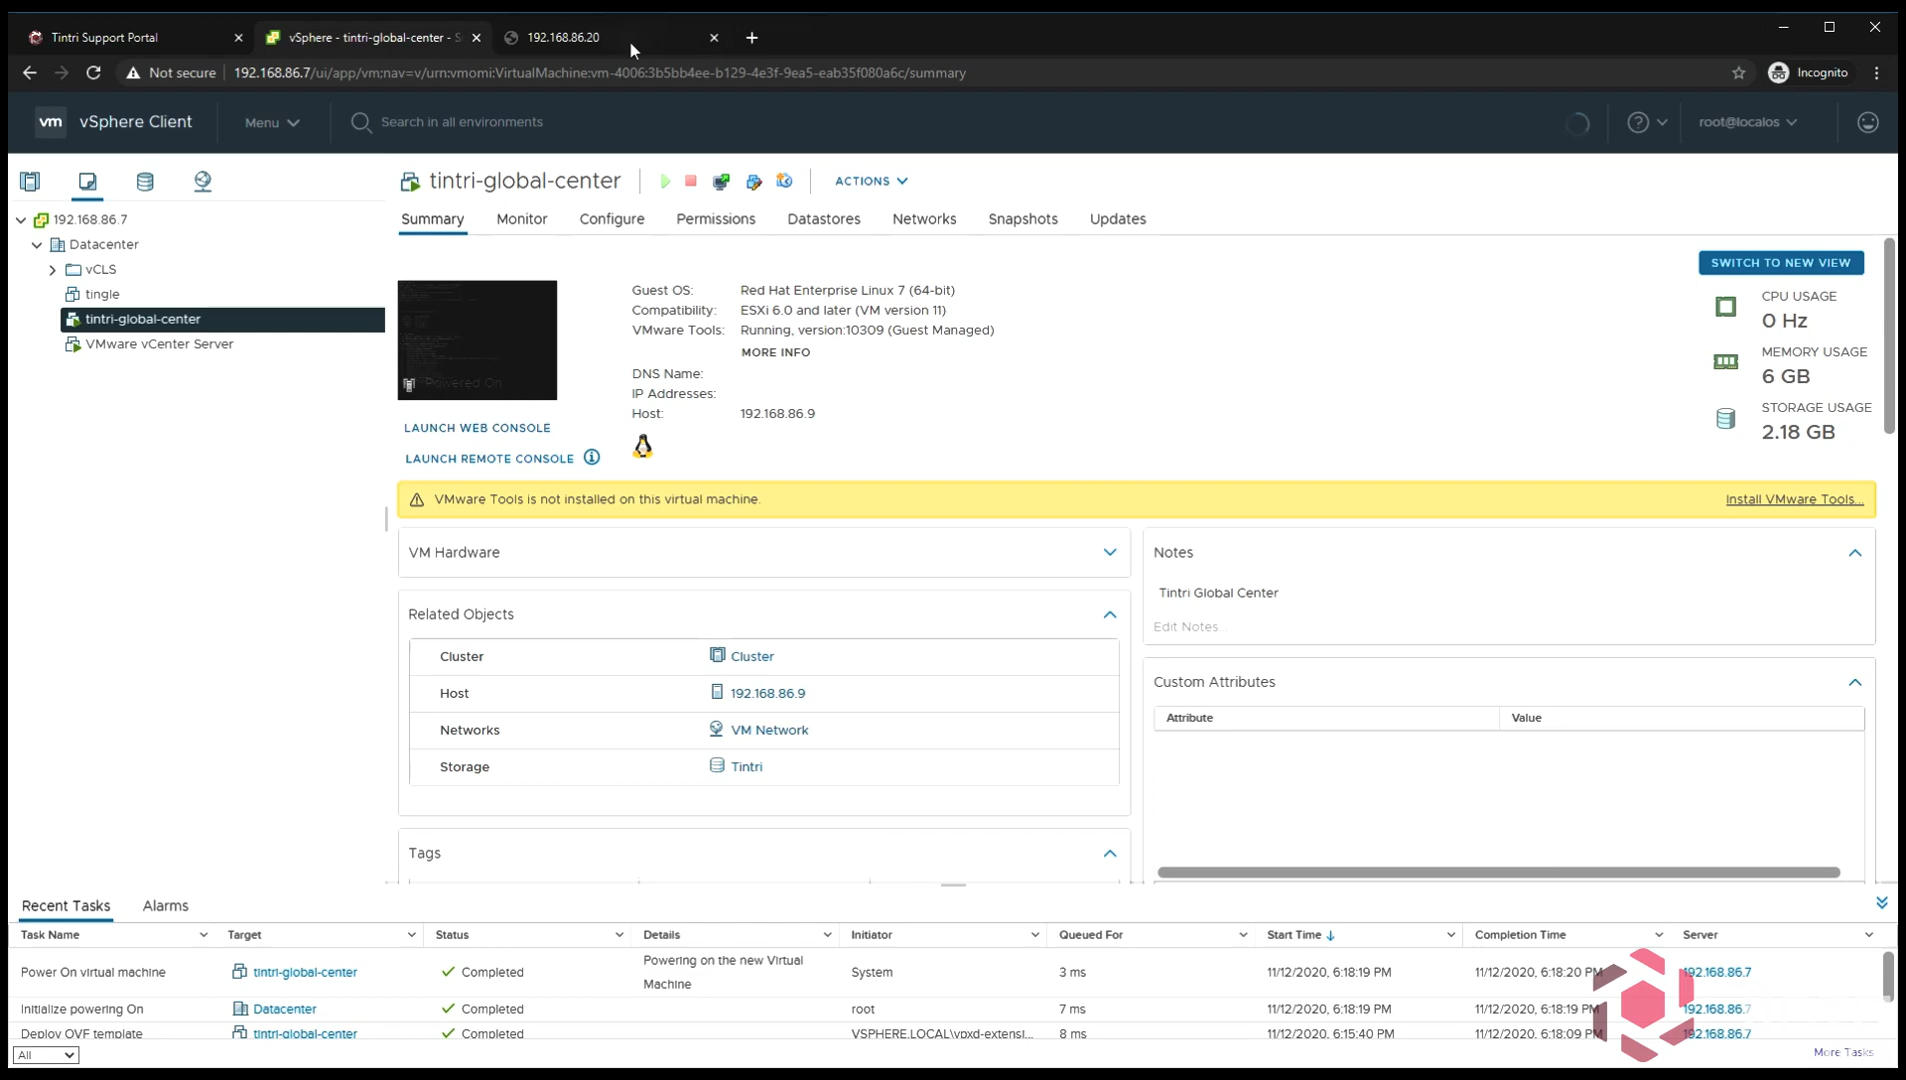 Tintri Support Portal
vSphere - tintri-global-center - S
192.168.86.20
Not secure
192.168.86.7/ui/app/vm;nav=v/urn:vmomi:VirtualMachine:vm-4006:3b5bb4ee-b129-4e3f-9ea5-eab35f080a6c/summary
Incognito
vm vSphere Client
Menu
Search in all environments
root@localos
192.168.86.7
Datacenter
vCLS
tingle
tintri-global-center
VMware vCenter Server
tintri-global-center
ACTIONS
Summary
Monitor
Configure
Permissions
Datastores
Networks
Snapshots
Updates
Powered On
LAUNCH WEB CONSOLE
LAUNCH REMOTE CONSOLE
Guest OS: Red Hat Enterprise Linux 7 (64-bit)
Compatibility: ESXi 6.0 and later (VM version 11)
VMware Tools: Running, version:10309 (Guest Managed)
MORE INFO
DNS Name:
IP Addresses:
Host: 192.168.86.9
SWITCH TO NEW VIEW
CPU USAGE
0 Hz
MEMORY USAGE
6 GB
STORAGE USAGE
2.18 GB
VMware Tools is not installed on this virtual machine.
Install VMware Tools...
VM Hardware
Related Objects
Cluster Cluster
Host 192.168.86.9
Networks VM Network
Storage Tintri
Tags
Notes
Tintri Global Center
Edit Notes...
Custom Attributes
Attribute Value
Recent Tasks Alarms
Task Name Target Status Details Initiator Queued For Start Time Completion Time Server
Power On virtual machine tintri-global-center Completed Powering on the new Virtual Machine System 3 ms 11/12/2020, 6:18:19 PM 11/12/2020, 6:18:20 PM 192.168.86.7
Initialize powering On Datacenter Completed root 7 ms 11/12/2020, 6:18:19 PM 11/12/2020, 6:18:19 PM 192.168.86.7
Deploy OVF template tintri-global-center Completed VSPHERE.LOCAL\vpxd-extensi... 8 ms 11/12/2020, 6:15:40 PM 11/12/2020, 6:18:09 PM 192.168.86.7
All
More Tasks